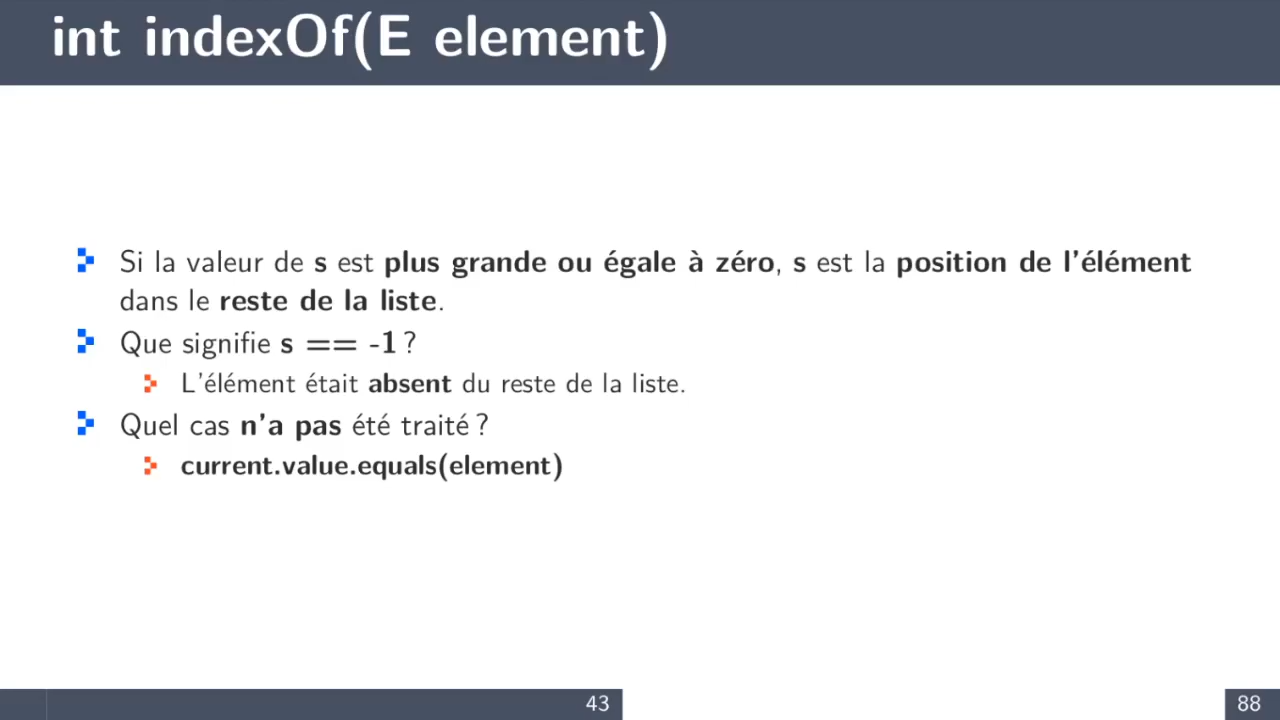 int indexOf(E element)
Si la valeur de s est plus grande ou égale à zéro, s est la position de l'élément
dans le reste de la liste.
Que signifie s == -1 ?
L'élément était absent du reste de la liste.
Quel cas n'a pas été traité ?
current.value.equals(element)
43
88